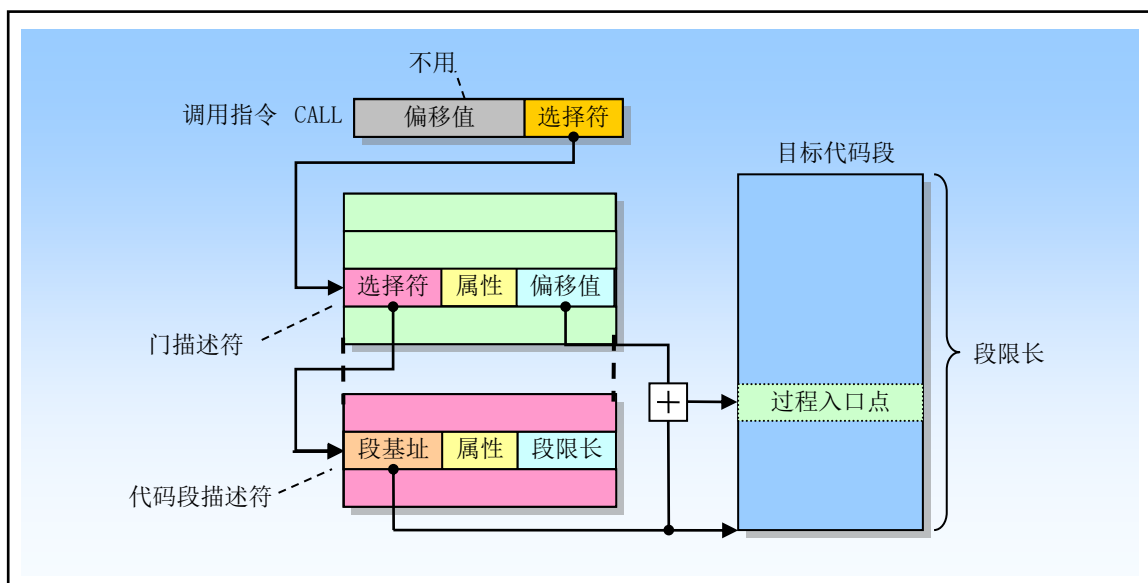 不用
调用指令 CALL 偏移值 选择符
目标代码段
选择符 属性 偏移值
门描述符
段限长
过程入口点
段基址 属性 段限长
代码段描述符